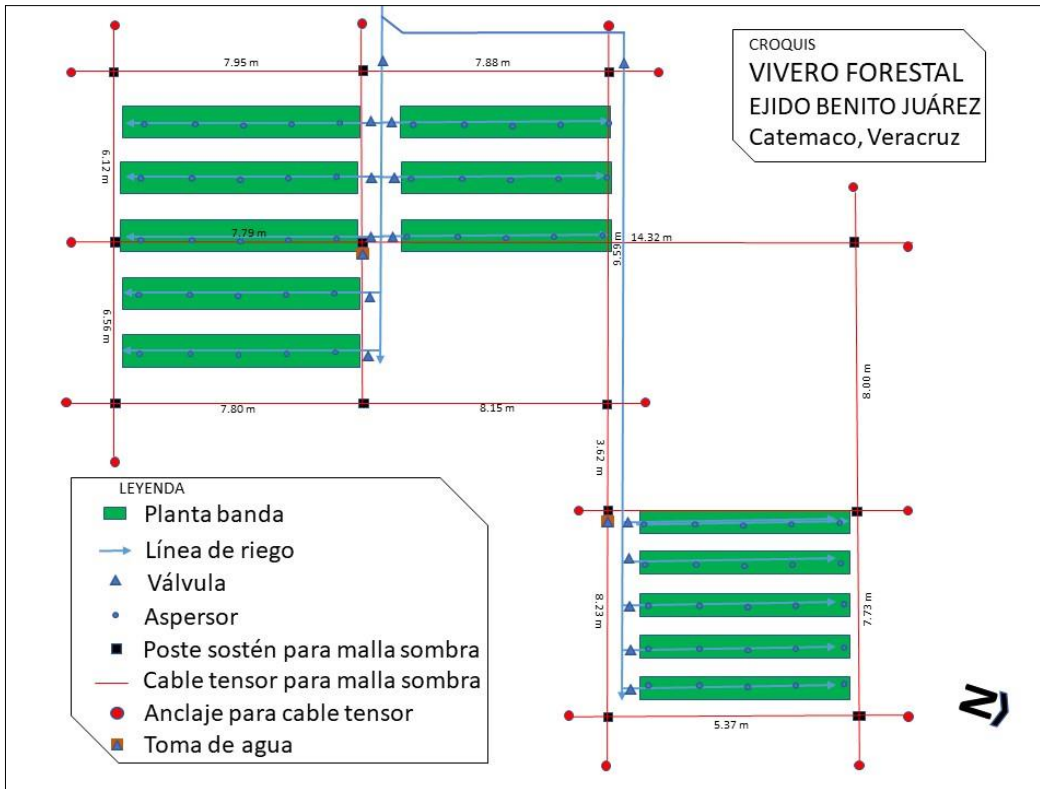 CROQUIS
VIVERO FORESTAL
EJIDO BENITO JUÁREZ
Catemaco, Veracruz
7.95 m
7.88 m
6.12 m
7.79 m
9.59 m
14.32 m
6.56 m
8.00 m
7.80 m
8.15 m
3.62 m
8.23 m
7.73 m
5.37 m
LEYENDA
Planta banda
Línea de riego
Válvula
Aspersor
Poste sostén para malla sombra
Cable tensor para malla sombra
Anclaje para cable tensor
Toma de agua
N